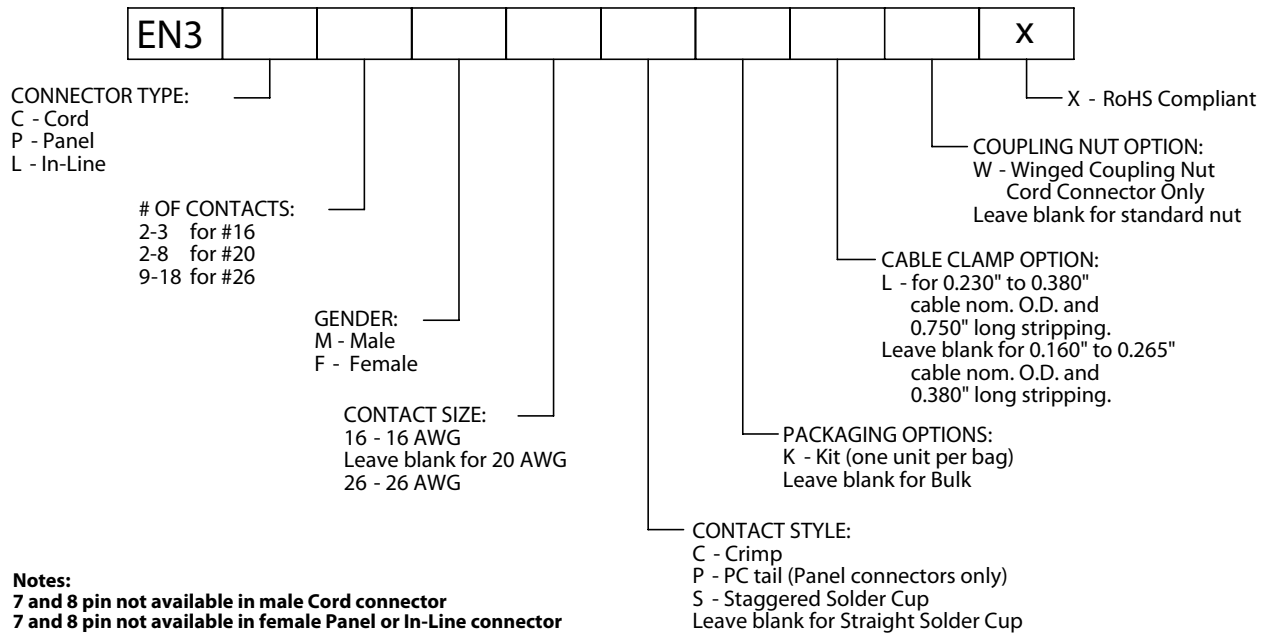 EN3 X
CONNECTOR TYPE:
C - Cord
P - Panel
L - In-Line
# OF CONTACTS:
2-3 for #16
2-8 for #20
9-18 for #26
GENDER:
M - Male
F - Female
CONTACT SIZE:
16 - 16 AWG
Leave blank for 20 AWG
26 - 26 AWG
X - RoHS Compliant
COUPLING NUT OPTION:
W - Winged Coupling Nut
Cord Connector Only
Leave blank for standard nut
CABLE CLAMP OPTION:
L - for 0.230" to 0.380"
cable nom. O.D. and
0.750" long stripping.
Leave blank for 0.160" to 0.265"
cable nom. O.D. and
0.380" long stripping.
PACKAGING OPTIONS:
K - Kit (one unit per bag)
Leave blank for Bulk
CONTACT STYLE:
C - Crimp
P - PC tail (Panel connectors only)
S - Staggered Solder Cup
Leave blank for Straight Solder Cup
Notes:
7 and 8 pin not available in male Cord connector
7 and 8 pin not available in female Panel or In-Line connector